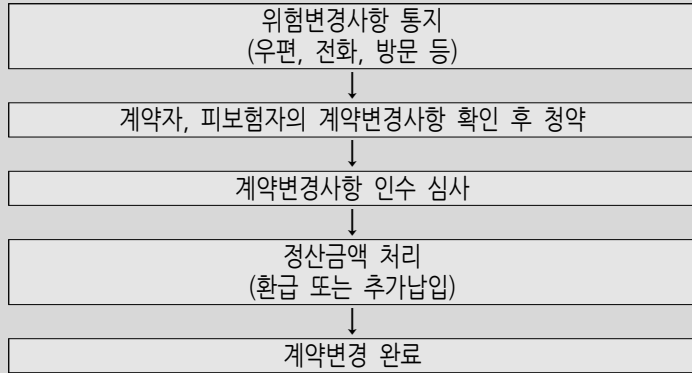 위험변경사항 통지
(우편, 전화, 방문 등)
계약자, 피보험자의 계약변경사항 확인 후 청약
계약변경사항 인수 심사
정산금액 처리
(환급 또는 추가납입)
계약변경 완료